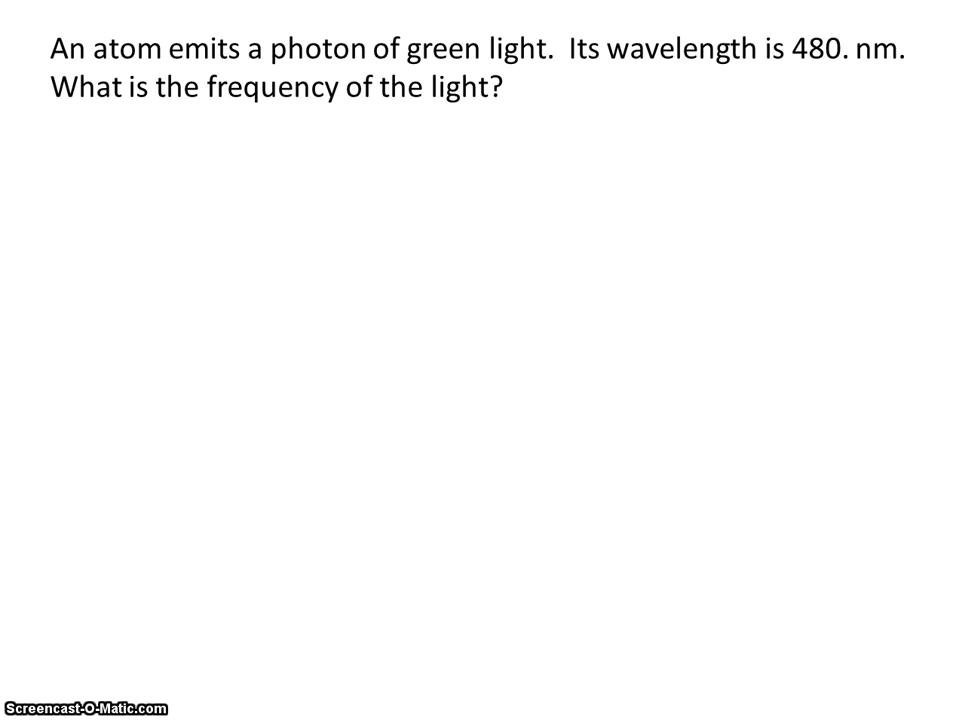 An atom emits a photon of green light.  Its wavelength is 480. nm.
What is the frequency of the light?
Screencast-O-Matic.com